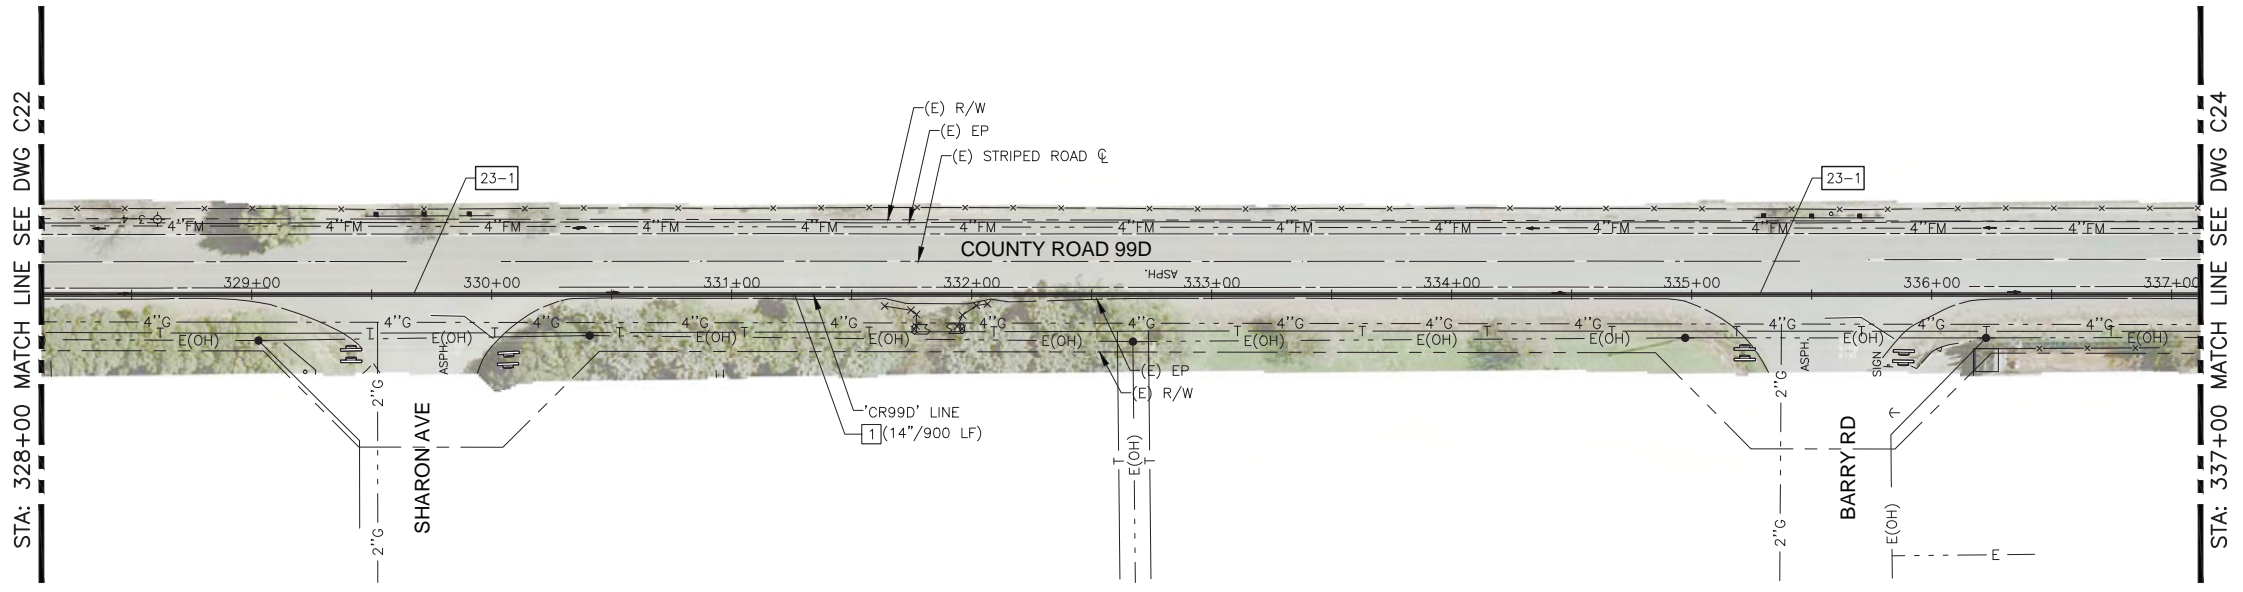 STA: 328+00 MATCH LINE SEE DWG C22
(E) R/W
(E) EP
(E) STRIPED ROAD ℄
23-1
23-1
4"FM 4"FM 4"FM 4"FM 4"FM 4"FM 4"FM 4"FM 4"FM 4"FM 4"FM 4"FM 4"FM
COUNTY ROAD 99D
ASPH.
329+00 330+00 331+00 332+00 333+00 334+00 335+00 336+00 337+00
4"G 4"G 4"G 4"G 4"G 4"G 4"G 4"G 4"G 4"G 4"G 4"G
T T T T T T T T T T T T
E(OH) E(OH) E(OH) E(OH) E(OH) E(OH) E(OH) E(OH) E(OH) E(OH)
ASPH.
ASPH.
SIGN
(E) EP
(E) R/W
'CR99D' LINE
1 (14"/900 LF)
2"G
2"G
SHARON AVE
T
E(OH)
T
2"G
2"G
BARRY RD
E(OH)
E
STA: 337+00 MATCH LINE SEE DWG C24